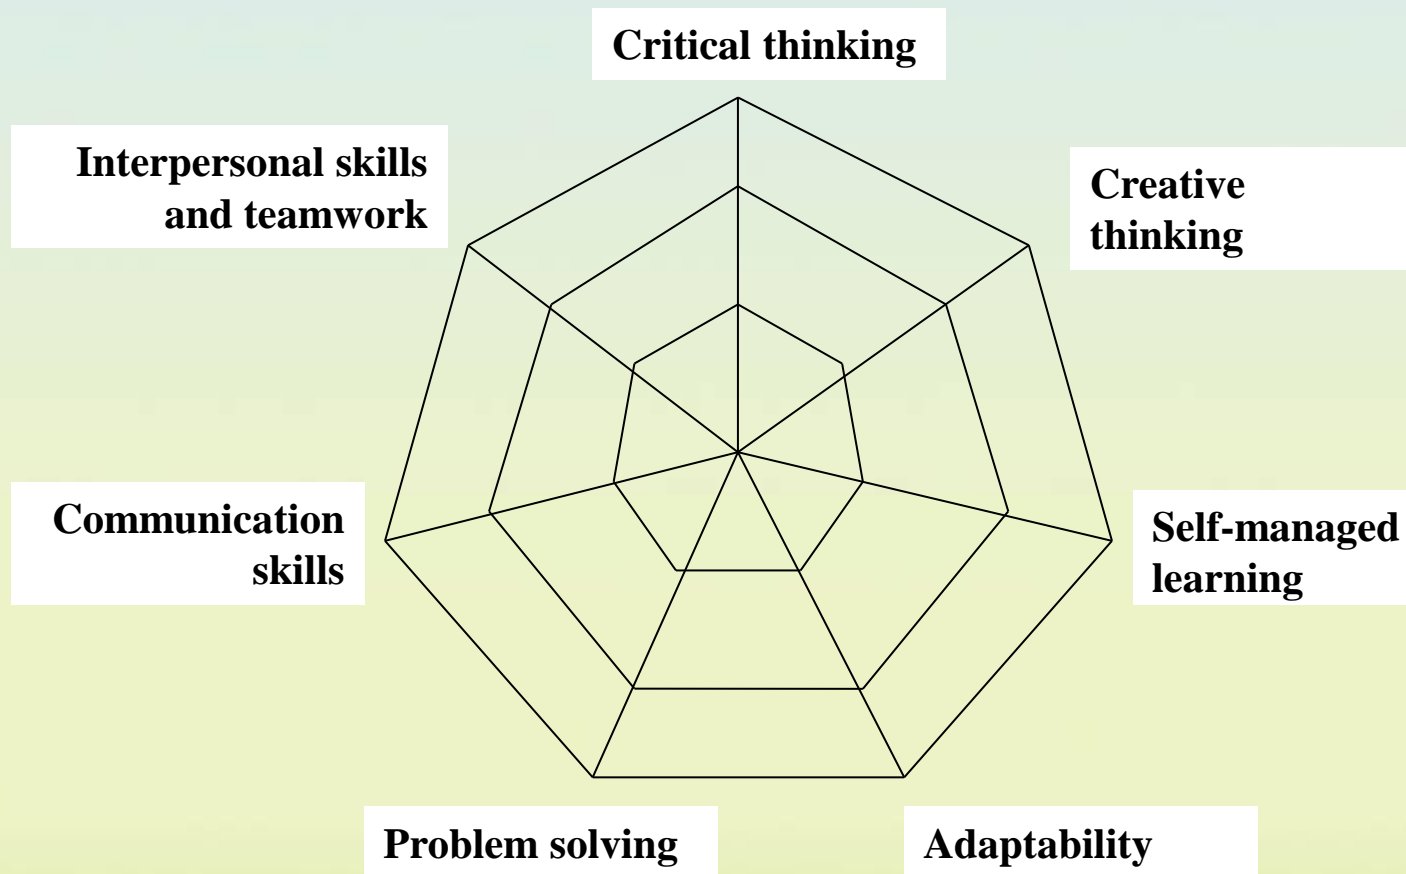 Critical thinking
Interpersonal skills
and teamwork
Creative
thinking
Communication
skills
Self-managed
learning
Problem solving
Adaptability